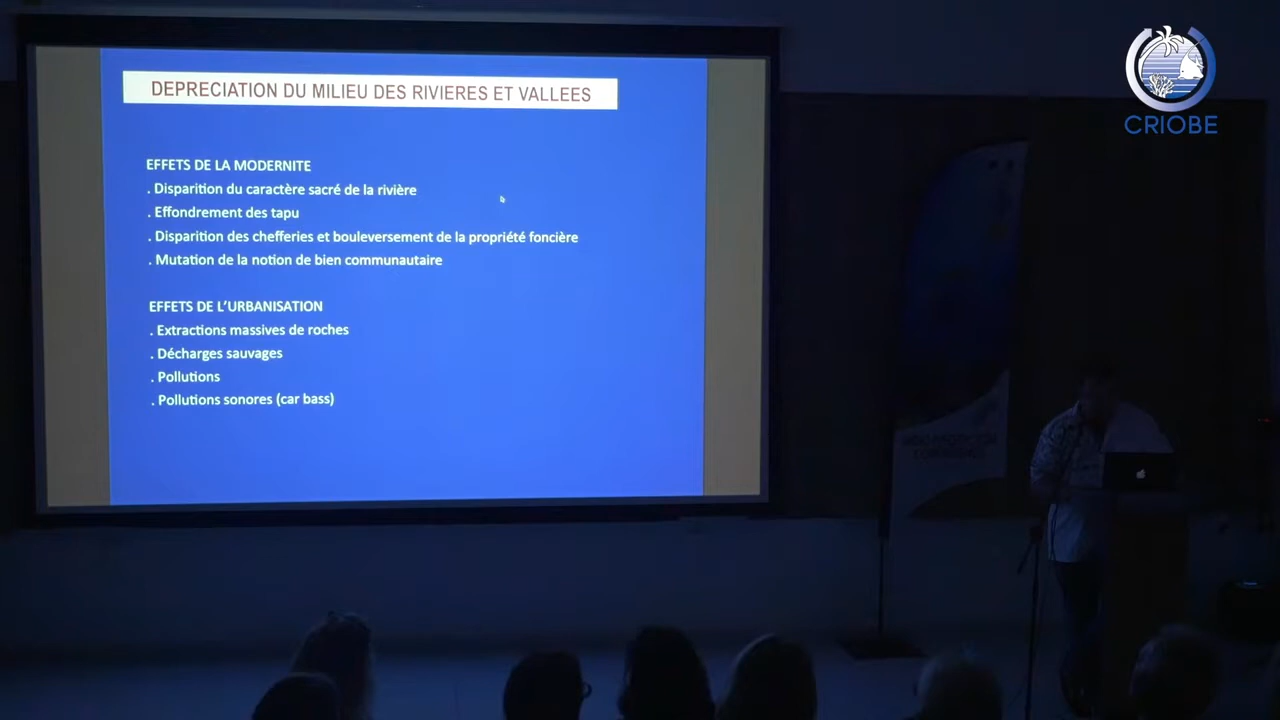 DEPRECIATION DU MILIEU DES RIVIERES ET VALLEES
EFFETS DE LA MODERNITE
. Disparition du caractère sacré de la rivière
. Effondrement des tapu
. Disparition des chefferies et bouleversement de la propriété foncière
. Mutation de la notion de bien communautaire
EFFETS DE L’URBANISATION
. Extractions massives de roches
. Décharges sauvages
. Pollutions
. Pollutions sonores (car bass)
CRIOBE